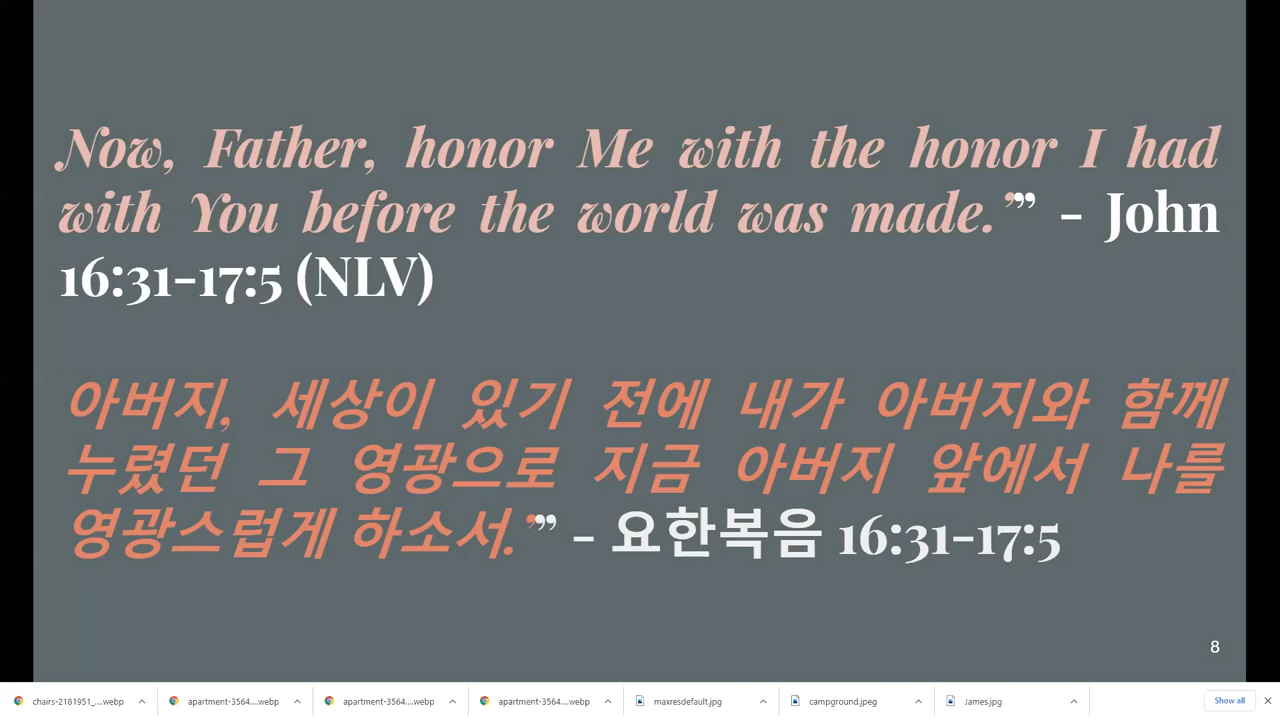 Now, Father, honor Me with the honor I had
with You before the world was made.’” - John
16:31-17:5 (NLV)
아버지, 세상이 있기 전에 내가 아버지와 함께
누렸던 그 영광으로 지금 아버지 앞에서 나를
영광스럽게 하소서.’” - 요한복음 16:31-17:5
8
chairs-2181951_....webp
apartment-3564....webp
apartment-3564....webp
apartment-3564....webp
maxresdefault.jpg
campground.jpeg
James.jpg
Show all